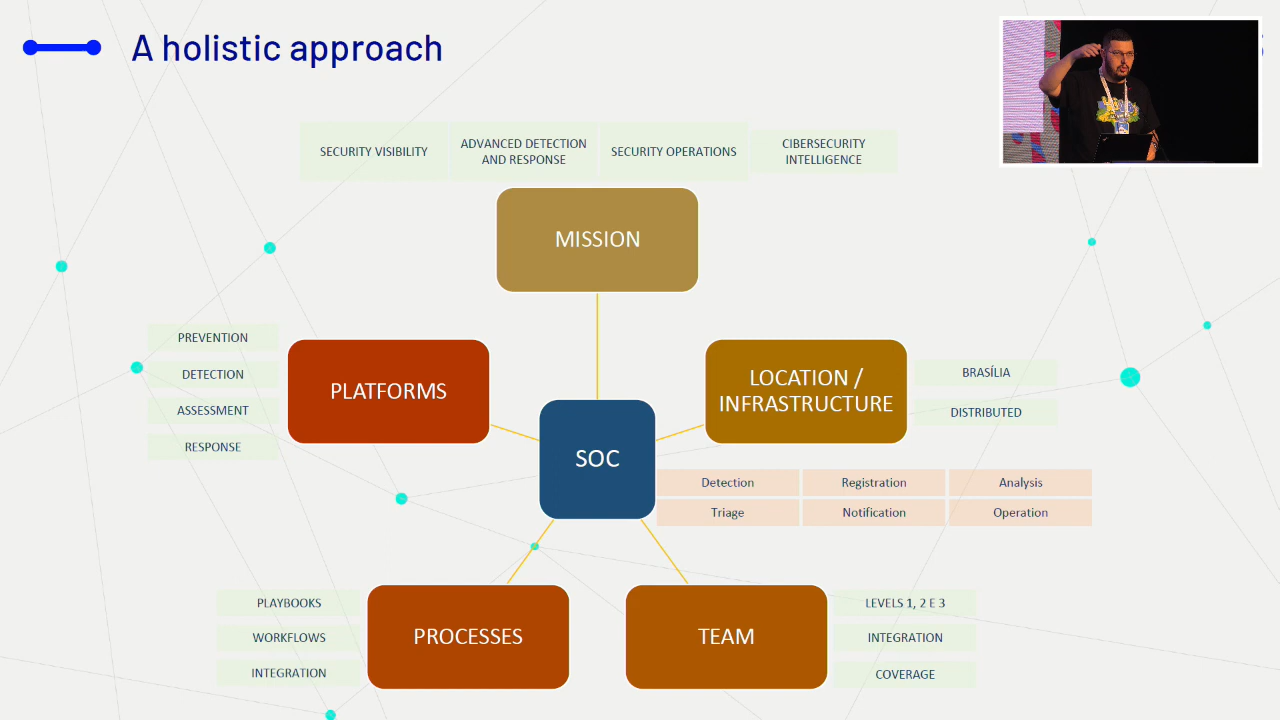 A holistic approach
SECURITY VISIBILITY
ADVANCED DETECTION
AND RESPONSE
SECURITY OPERATIONS
CIBERSECURITY
INTELLIGENCE
MISSION
PREVENTION
DETECTION
ASSESSMENT
RESPONSE
PLATFORMS
LOCATION /
INFRASTRUCTURE
BRASÍLIA
DISTRIBUTED
SOC
Detection
Registration
Analysis
Triage
Notification
Operation
PLAYBOOKS
WORKFLOWS
INTEGRATION
PROCESSES
TEAM
LEVELS 1, 2 E 3
INTEGRATION
COVERAGE